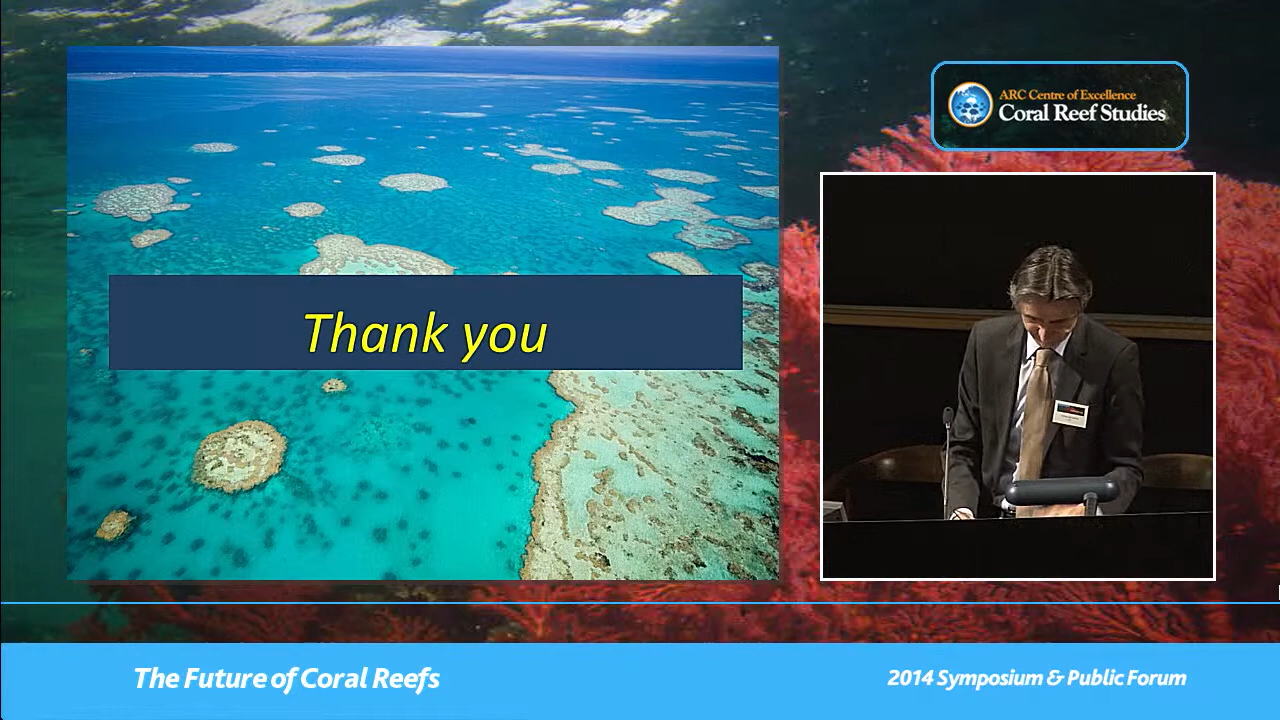 ARC Centre of Excellence
Coral Reef Studies
Thank you
The Future of Coral Reefs
2014 Symposium & Public Forum